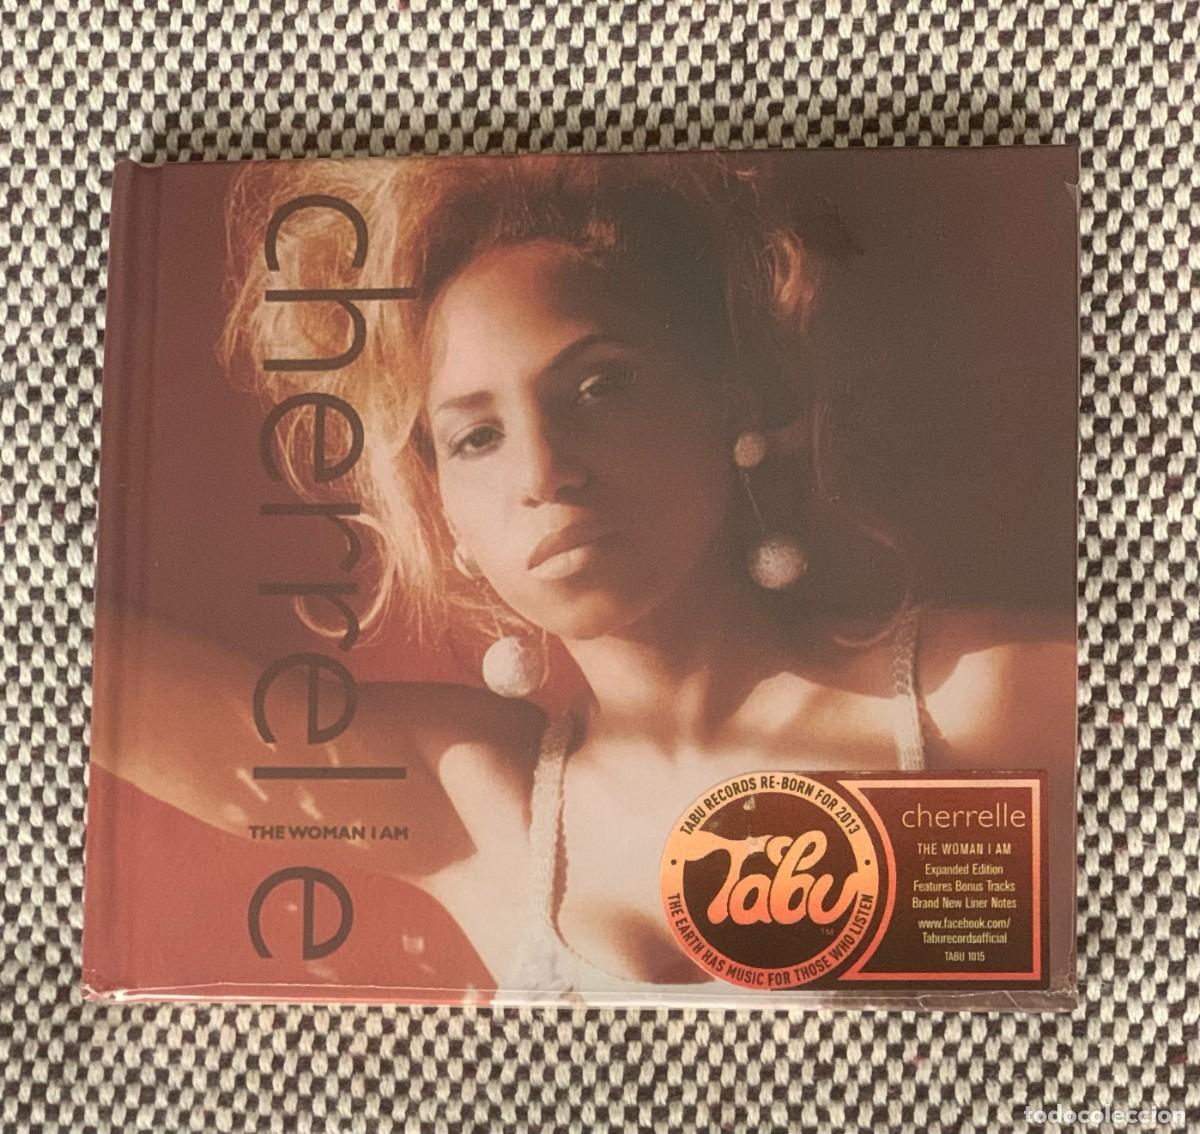 cherrelle
THE WOMAN I AM
TABU RECORDS RE-BORN FOR 2013
Tabu
TM
THE EARTH HAS MUSIC FOR THOSE WHO LISTEN
cherrelle
THE WOMAN I AM
Expanded Edition
Features Bonus Tracks
Brand New Liner Notes
www.facebook.com/
Taburecordsofficial
TABU 1015
todocoleccion